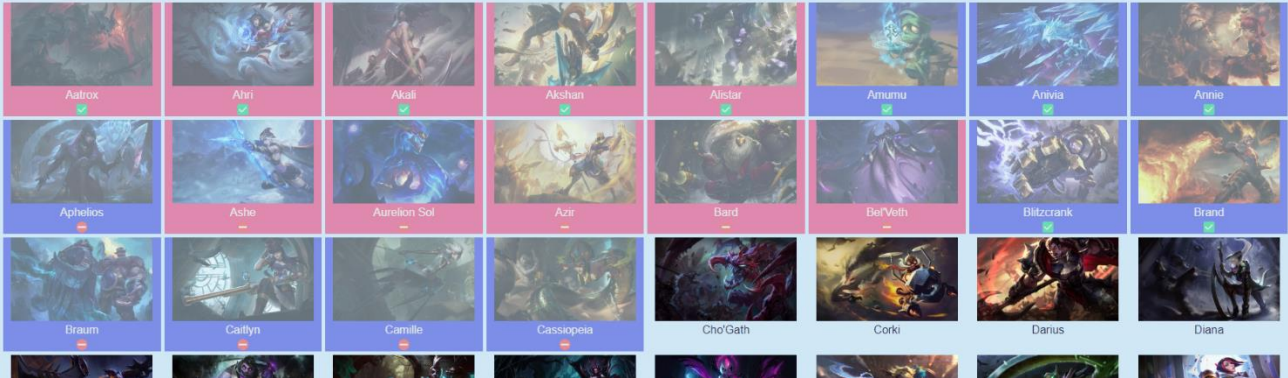 Aatrox
Ahri
Akali
Akshan
Alistar
Amumu
Anivia
Annie
Aphelios
Ashe
Aurelion Sol
Azir
Bard
Bel'Veth
Blitzcrank
Brand
Braum
Caitlyn
Camille
Cassiopeia
Cho'Gath
Corki
Darius
Diana